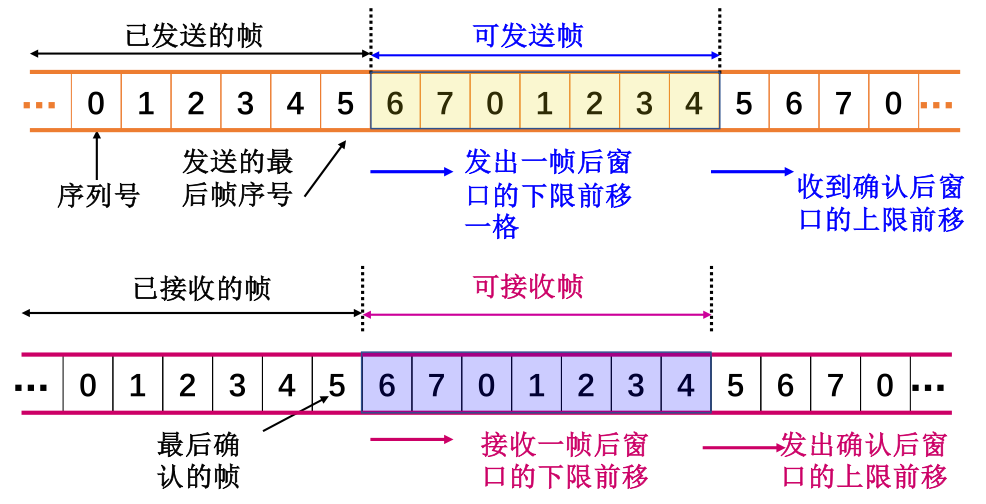 已发送的帧
可发送帧
... 0 1 2 3 4 5 6 7 0 1 2 3 4 5 6 7 0 ...
序列号
发送的最
后帧序号
发出一帧后窗
口的下限前移
一格
收到确认后窗
口的上限前移
已接收的帧
可接收帧
... 0 1 2 3 4 5 6 7 0 1 2 3 4 5 6 7 0 ...
最后确
认的帧
接收一帧后窗
口的下限前移
发出确认后窗
口的上限前移